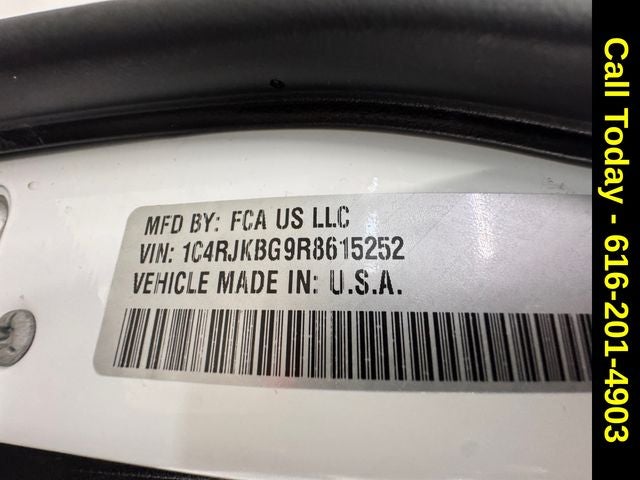 MFD BY: FCA US LLC
VIN: 1C4RJKBG9R8615252
VEHICLE MADE IN: U.S.A.
Call Today - 616-201-4903